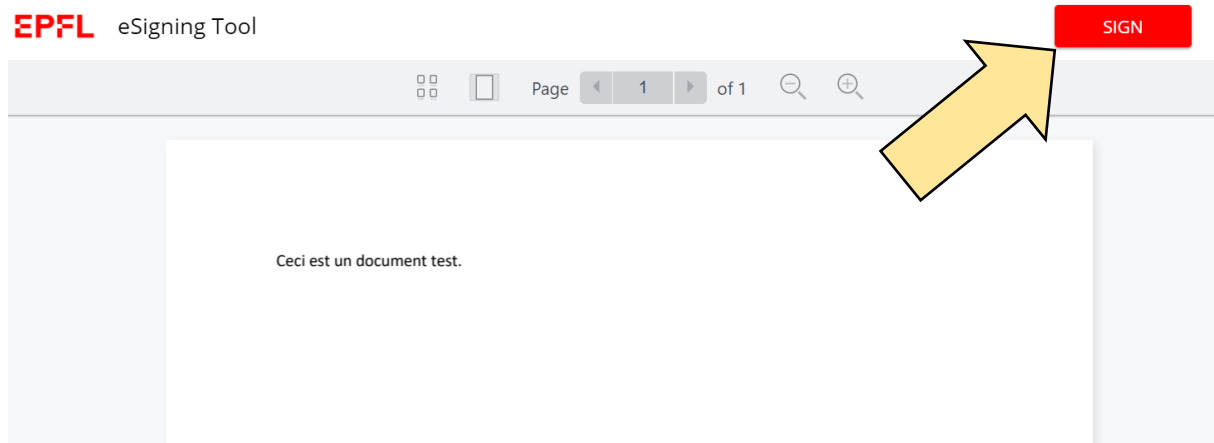 EPFL eSigning Tool SIGN
Page 1 of 1
Ceci est un document test.